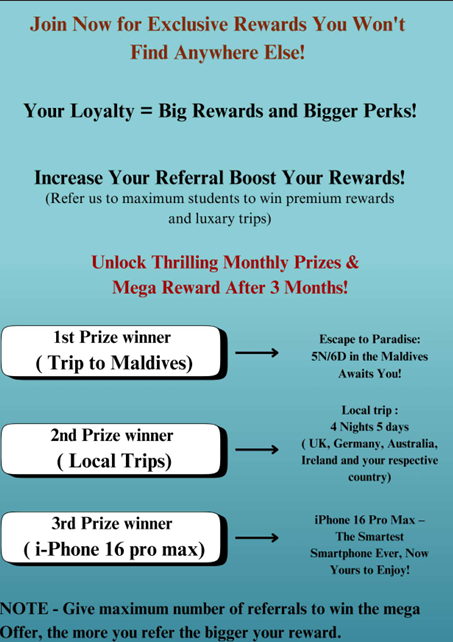 Join Now for Exclusive Rewards You Won't
Find Anywhere Else!
Your Loyalty = Big Rewards and Bigger Perks!
Increase Your Referral Boost Your Rewards!
(Refer us to maximum students to win premium rewards
and luxary trips)
Unlock Thrilling Monthly Prizes &
Mega Reward After 3 Months!
1st Prize winner
( Trip to Maldives)
Escape to Paradise:
5N/6D in the Maldives
Awaits You!
2nd Prize winner
( Local Trips)
Local trip :
4 Nights 5 days
( UK, Germany, Australia,
Ireland and your respective
country)
3rd Prize winner
( i-Phone 16 pro max)
iPhone 16 Pro Max –
The Smartest
Smartphone Ever, Now
Yours to Enjoy!
NOTE - Give maximum number of referrals to win the mega
Offer, the more you refer the bigger your reward.